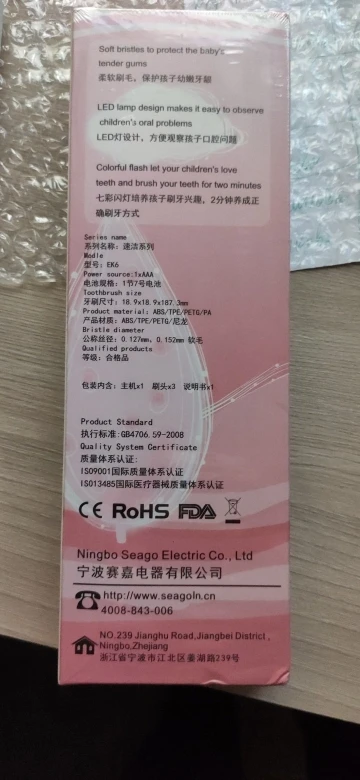 Soft bristles to protect the baby's
tender gums
柔软刷毛，保护孩子幼嫩牙龈
LED lamp design makes it easy to observe
children's oral problems
LED灯设计，方便观察孩子口腔问题
Colorful flash let your children's love
teeth and brush your teeth for two minutes
七彩闪灯培养孩子刷牙兴趣，2分钟养成正
确刷牙方式
Series name
系列名称：速洁系列
Madle
型号：EK6
Power source:1xAAA
电池规格：1节7号电池
Toothbrush size
牙刷尺寸：18.9x18.9x187.3mm
Product material: ABS/TPE/PETG/PA
产品材质：ABS/TPE/PETG/尼龙
Bristle diameter
公称丝径：0.127mm，0.152mm 软毛
Qualified products
等级：合格品
包装内含：主机x1 刷头x3 说明书x1
Product Standard
执行标准:GB4706.59-2008
Quality System Certificate
质量体系认证：
ISO9001国际质量体系认证
ISO13485国际医疗器械质量体系认证
CE RoHS FDA
Ningbo Seago Electric Co., Ltd
宁波赛嘉电器有限公司
http://www.seagoln.cn
4008-843-006
NO.239 Jianghu Road,Jiangbei District,
Ningbo,Zhejiang
浙江省宁波市江北区姜湖路239号